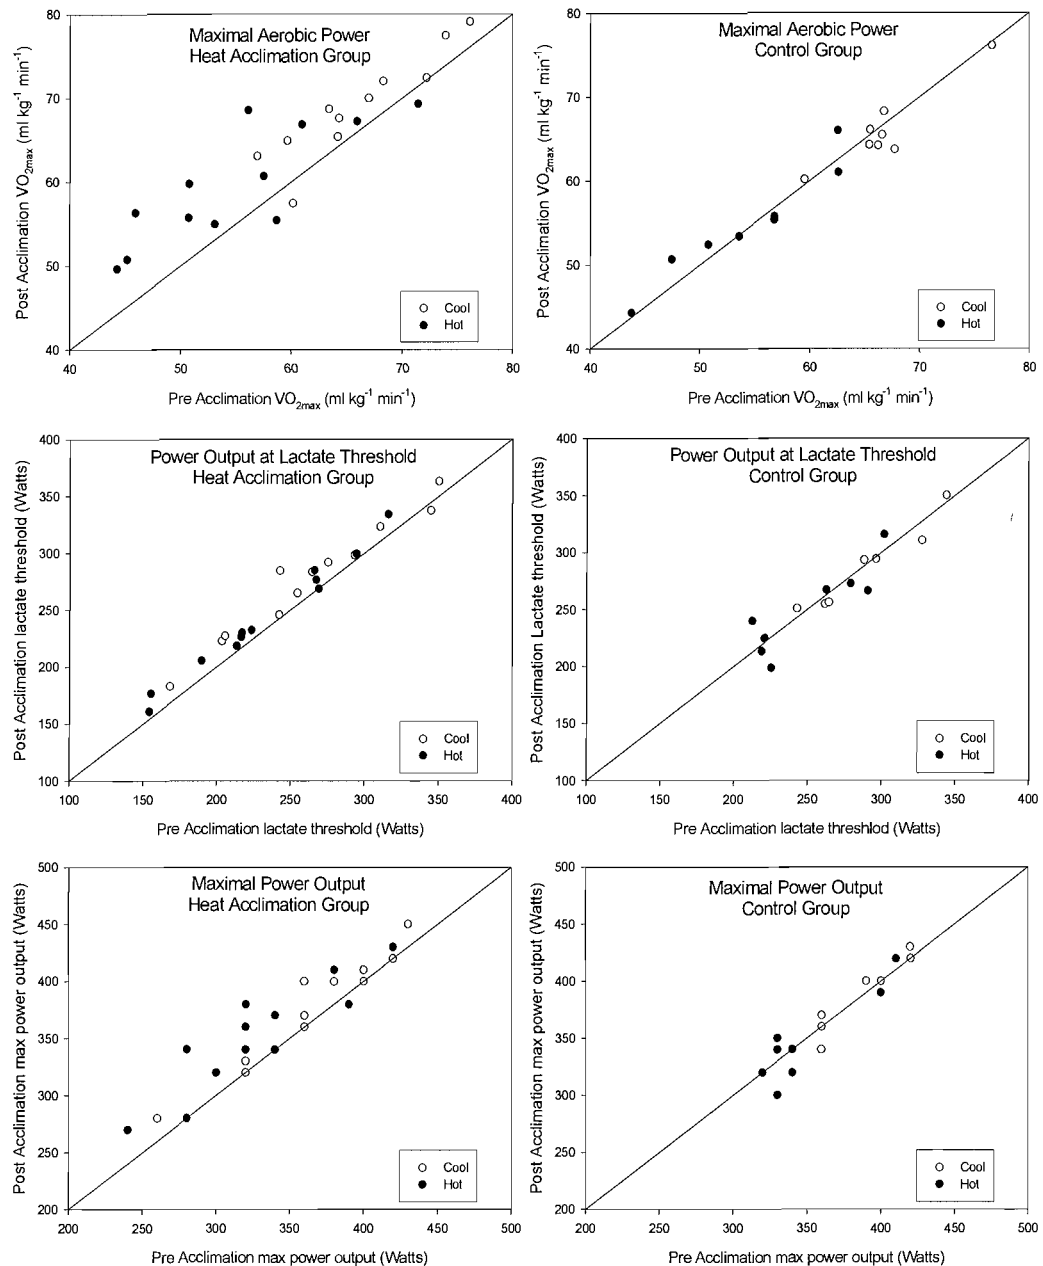 Maximal Aerobic Power
Heat Acclimation Group
Post Acclimation VO2max (ml kg-1 min-1)
80
70
60
50
40
Cool
Hot
40 50 60 70 80
Pre Acclimation VO2max (ml kg-1 min-1)
Maximal Aerobic Power
Control Group
Post Acclimation VO2max (ml kg-1 min-1)
80
70
60
50
40
Cool
Hot
40 50 60 70 80
Pre Acclimation VO2max (ml kg-1 min-1)
Power Output at Lactate Threshold
Heat Acclimation Group
Post Acclimation lactate threshold (Watts)
400
350
300
250
200
150
100
Cool
Hot
100 150 200 250 300 350 400
Pre Acclimation lactate threshold (Watts)
Power Output at Lactate Threshold
Control Group
Post Acclimation Lactate threshold (Watts)
400
350
300
250
200
150
100
Cool
Hot
100 150 200 250 300 350 400
Pre Acclimation lactate threshlod (Watts)
Maximal Power Output
Heat Acclimation Group
Post Acclimation max power output (Watts)
500
450
400
350
300
250
200
Cool
Hot
200 250 300 350 400 450 500
Pre Acclimation max power output (Watts)
Maximal Power Output
Control Group
Post Acclimation max power output (Watts)
500
450
400
350
300
250
200
Cool
Hot
200 250 300 350 400 450 500
Pre Acclimation max power output (Watts)